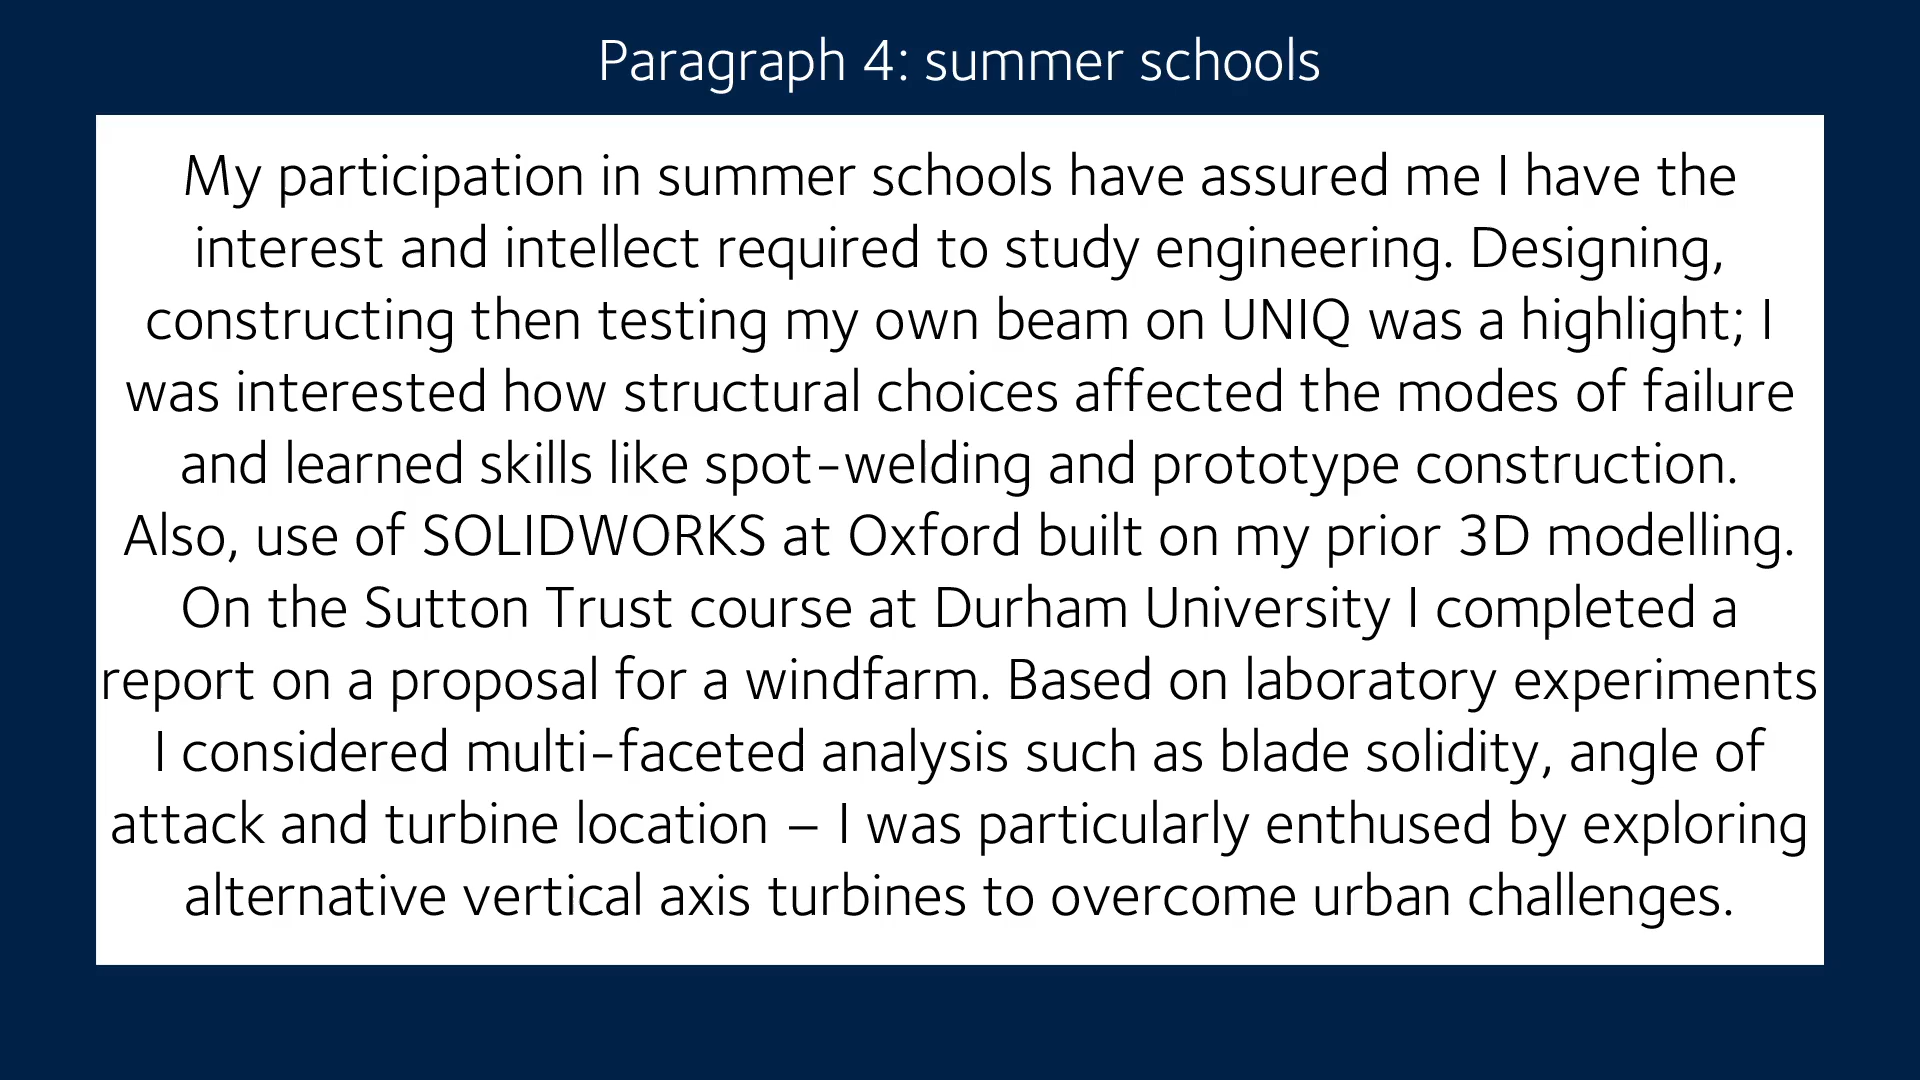 Paragraph 4: summer schools
My participation in summer schools have assured me I have the
interest and intellect required to study engineering. Designing,
constructing then testing my own beam on UNIQ was a highlight; I
was interested how structural choices affected the modes of failure
and learned skills like spot-welding and prototype construction.
Also, use of SOLIDWORKS at Oxford built on my prior 3D modelling.
On the Sutton Trust course at Durham University I completed a
report on a proposal for a windfarm. Based on laboratory experiments
I considered multi-faceted analysis such as blade solidity, angle of
attack and turbine location – I was particularly enthused by exploring
alternative vertical axis turbines to overcome urban challenges.